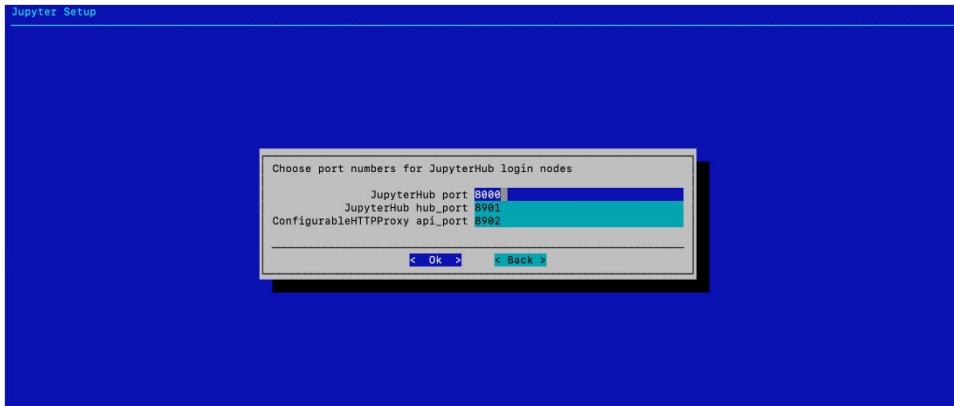 Jupyter Setup
Choose port numbers for JupyterHub login nodes
JupyterHub port 8000
JupyterHub hub_port 8901
ConfigurableHTTPProxy api_port 8902
< Ok > < Back >